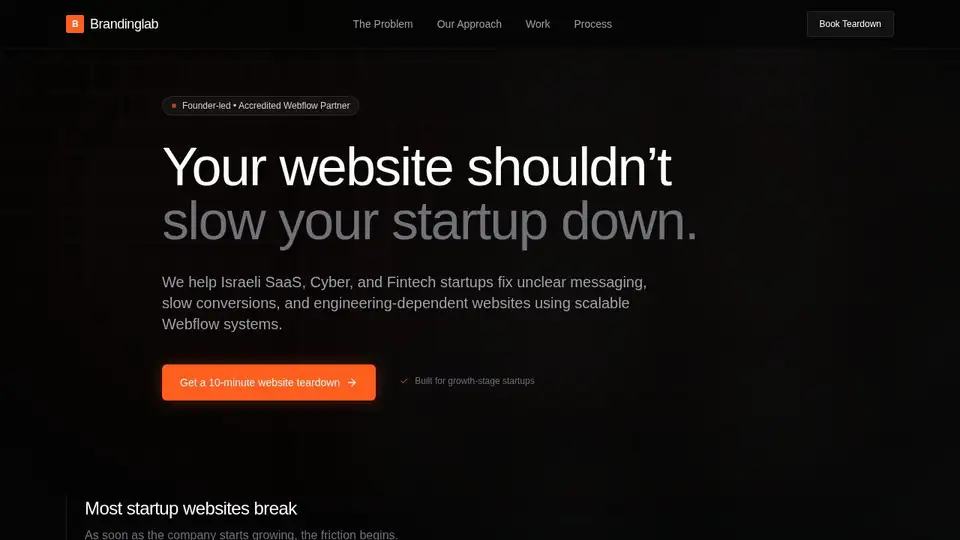 B Brandinglab
The Problem
Our Approach
Work
Process
Book Teardown
Founder-led • Accredited Webflow Partner
Your website shouldn’t
slow your startup down.
We help Israeli SaaS, Cyber, and Fintech startups fix unclear messaging,
slow conversions, and engineering-dependent websites using scalable
Webflow systems.
Get a 10-minute website teardown →
✓ Built for growth-stage startups
Most startup websites break
As soon as the company starts growing, the friction begins.